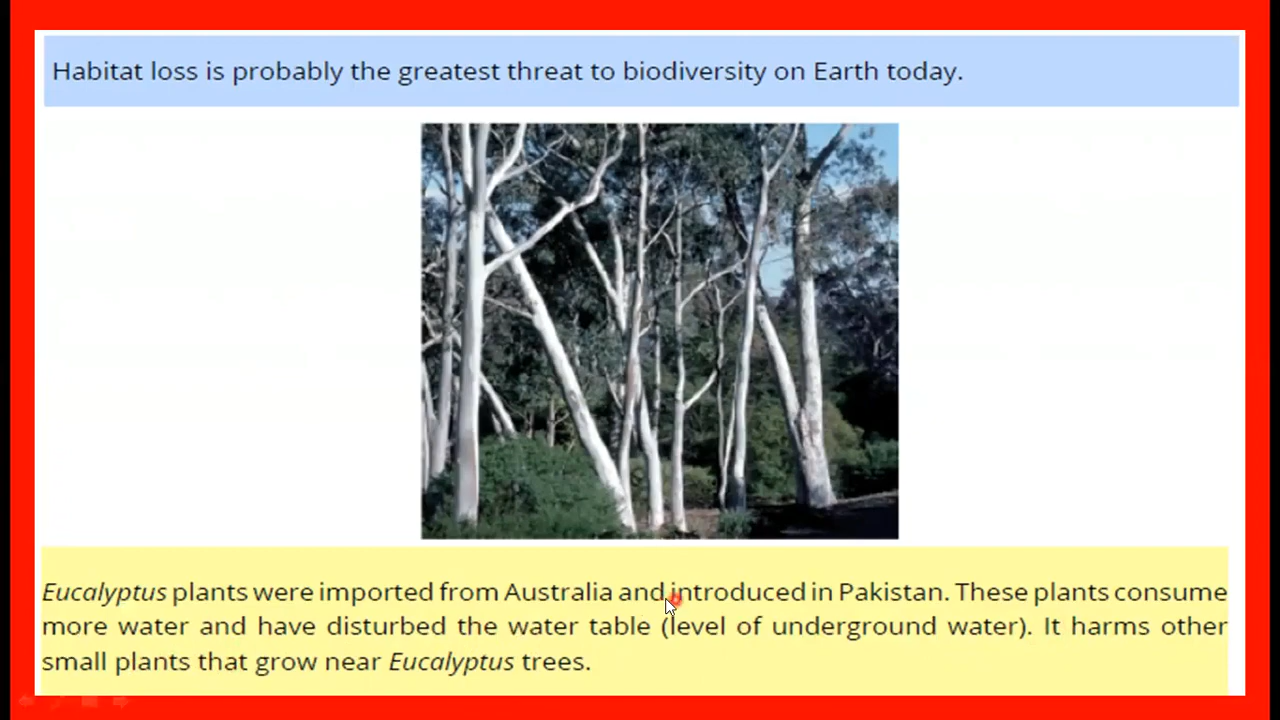 Habitat loss is probably the greatest threat to biodiversity on Earth today.
Eucalyptus plants were imported from Australia and introduced in Pakistan. These plants consume
more water and have disturbed the water table (level of underground water). It harms other
small plants that grow near Eucalyptus trees.